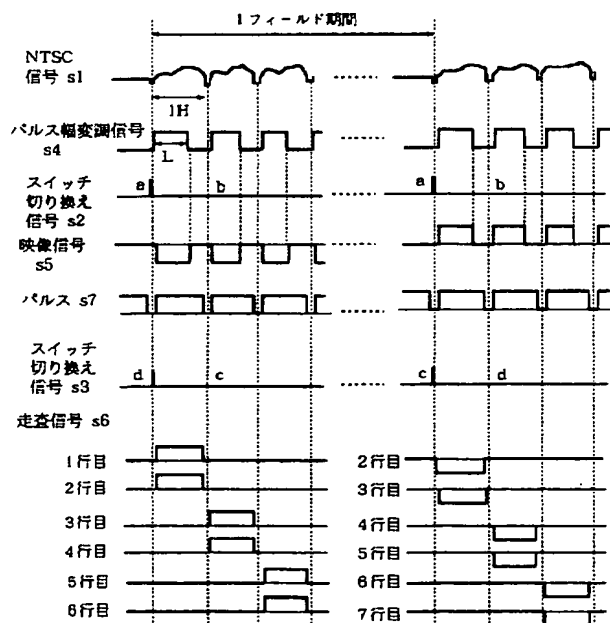 1フィールド期間
NTSC
信号 s1
1H
パルス幅変調信号
s4
L
スイッチ
切り換え
信号 s2
a
b
a
b
映像信号
s5
パルス s7
スイッチ
切り換え
信号 s3
d
c
c
d
走査信号 s6
1行目
2行目
3行目
4行目
5行目
6行目
2行目
3行目
4行目
5行目
6行目
7行目